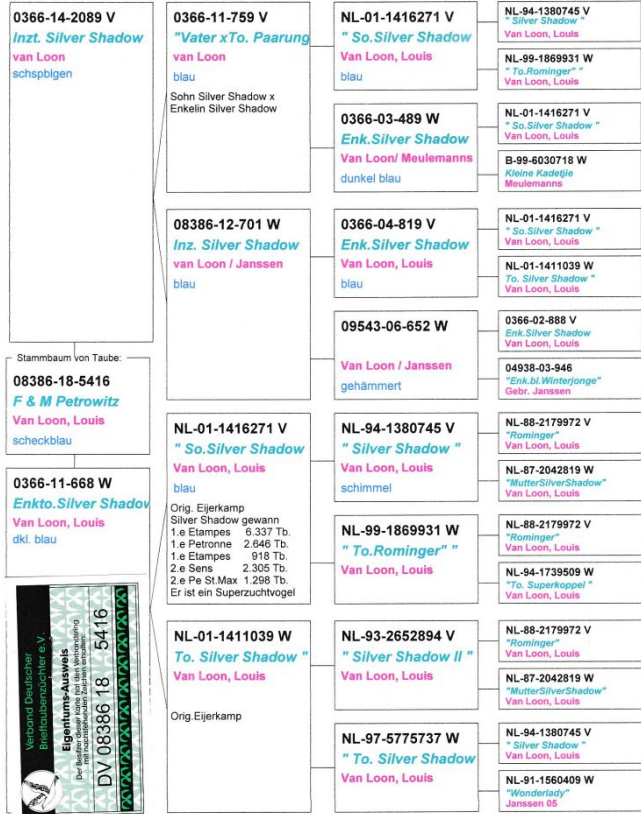 0366-14-2089 V
Inzt. Silver Shadow
van Loon
schspblgen
Stammbaum von Taube:
08386-18-5416
F & M Petrowitz
Van Loon, Louis
scheckblau
0366-11-668 W
Enkto.Silver Shadow
Van Loon, Louis
dkl. blau
Verband Deutscher
Brieftaubenzüchter e.V.
Eigentums-Ausweis
Der Besitzer dieser Karte hat den Verbandsring
mit nachstehenden Zeichen erhalten:
DV 08386 18 5416
0366-11-759 V
"Vater xTo. Paarung
van Loon
blau
Sohn Silver Shadow x
Enkelin Silver Shadow
08386-12-701 W
Inz. Silver Shadow
van Loon / Janssen
blau
NL-01-1416271 V
" So.Silver Shadow
Van Loon, Louis
blau
Orig. Eijerkamp
Silver Shadow gewann
1.e Etampes 6.337 Tb.
1.e Petronne 2.646 Tb.
1.e Etampes 918 Tb.
2.e Sens 2.305 Tb.
2.e Pe St.Max 1.298 Tb.
Er ist ein Superzuchtvogel
NL-01-1411039 W
To. Silver Shadow "
Van Loon, Louis
Orig.Eijerkamp
NL-01-1416271 V
" So.Silver Shadow
Van Loon, Louis
blau
0366-03-489 W
Enk.Silver Shadow
Van Loon/ Meulemanns
dunkel blau
0366-04-819 V
Enk.Silver Shadow
Van Loon, Louis
blau
09543-06-652 W
Van Loon / Janssen
gehämmert
NL-94-1380745 V
" Silver Shadow "
Van Loon, Louis
schimmel
NL-99-1869931 W
" To.Rominger" "
Van Loon, Louis
NL-93-2652894 V
" Silver Shadow II "
Van Loon, Louis
NL-97-5775737 W
" To. Silver Shadow
Van Loon, Louis
NL-94-1380745 V
" Silver Shadow "
Van Loon, Louis
NL-99-1869931 W
" To.Rominger" "
Van Loon, Louis
NL-01-1416271 V
" So.Silver Shadow "
Van Loon, Louis
B-99-6030718 W
Kleine Kadetjie
Meulemanns
NL-01-1416271 V
" So.Silver Shadow "
Van Loon, Louis
NL-01-1411039 W
To. Silver Shadow "
Van Loon, Louis
0366-02-888 V
Enk.Silver Shadow
Van Loon, Louis
04938-03-946
"Enk.bl.Winterjonge"
Gebr. Janssen
NL-88-2179972 V
"Rominger"
Van Loon, Louis
NL-87-2042819 W
"MutterSilverShadow"
Van Loon, Louis
NL-88-2179972 V
"Rominger"
Van Loon, Louis
NL-94-1739509 W
"To. Superkoppel "
Van Loon, Louis
NL-88-2179972 V
"Rominger"
Van Loon, Louis
NL-87-2042819 W
"MutterSilverShadow"
Van Loon, Louis
NL-94-1380745 V
" Silver Shadow "
Van Loon, Louis
NL-91-1560409 W
"Wonderlady"
Janssen 05